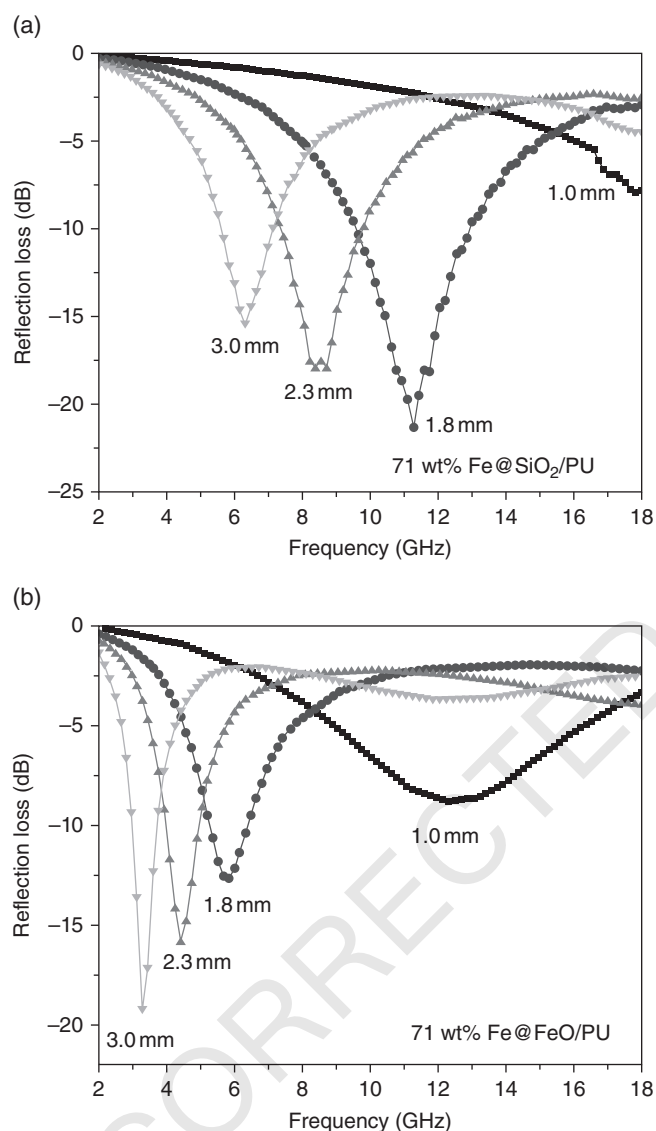 (a)
0
−5
−10
−15
−20
−25
Reflection loss (dB)
1.0 mm
3.0 mm
2.3 mm
1.8 mm
71 wt% Fe@SiO₂/PU
2 4 6 8 10 12 14 16 18
Frequency (GHz)
(b)
0
−5
−10
−15
−20
Reflection loss (dB)
1.0 mm
1.8 mm
2.3 mm
3.0 mm
71 wt% Fe@FeO/PU
2 4 6 8 10 12 14 16 18
Frequency (GHz)
CORRECTED